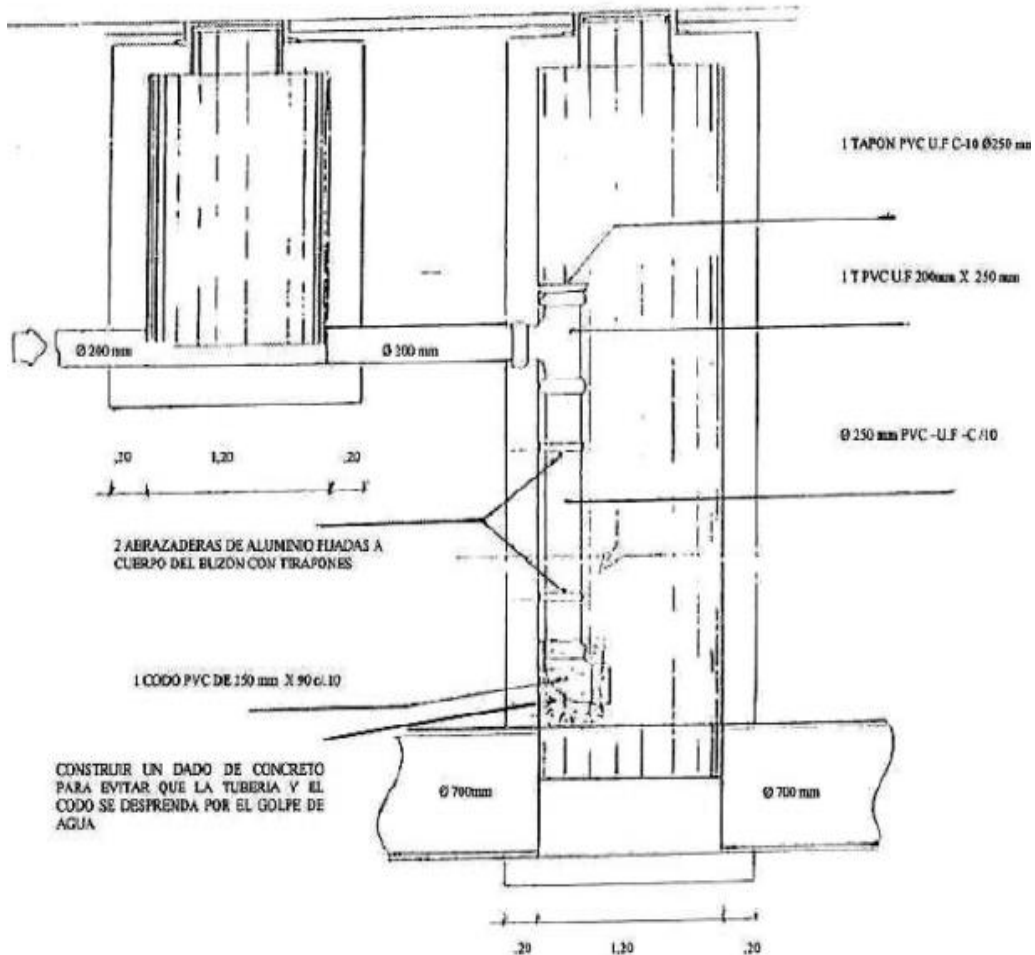 1 TAPON PVC U.F C-10 Ø250 mm
1 T PVC U.F 200mm X 250 mm
Ø 200 mm
Ø 200 mm
Ø 250 mm PVC -U.F -C/10
,20
1,20
,20
2 ABRAZADERAS DE ALUMINIO FIJADAS A
CUERPO DEL BUZON CON TIRAFONES
1 CODO PVC DE 250 mm X 90 c/.10
CONSTRUIR UN DADO DE CONCRETO
PARA EVITAR QUE LA TUBERIA Y EL
CODO SE DESPRENDA POR EL GOLPE DE
AGUA
Ø 700mm
Ø 700 mm
,20
1,20
,20